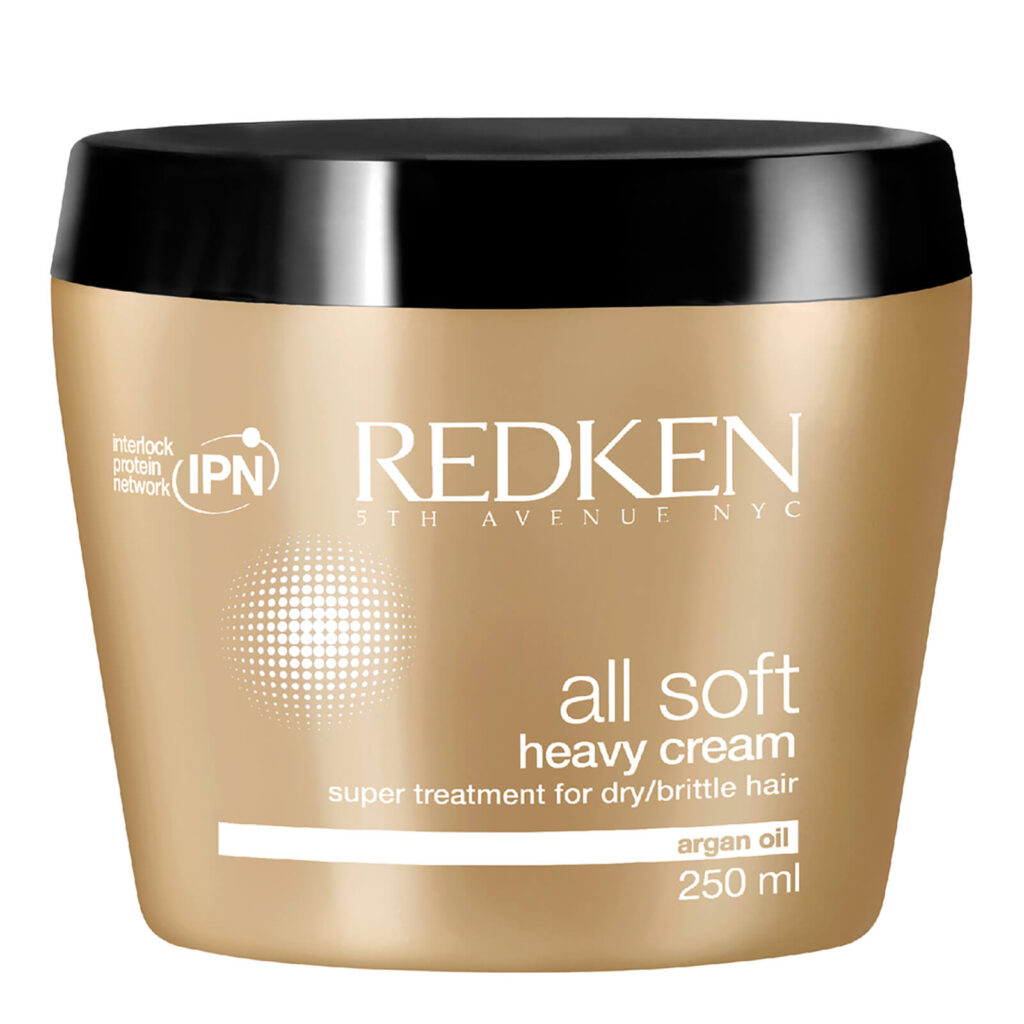 interlock
protein
network
IPN
REDKEN
5TH AVENUE NYC
all soft
heavy cream
super treatment for dry/brittle hair
argan oil
250 ml